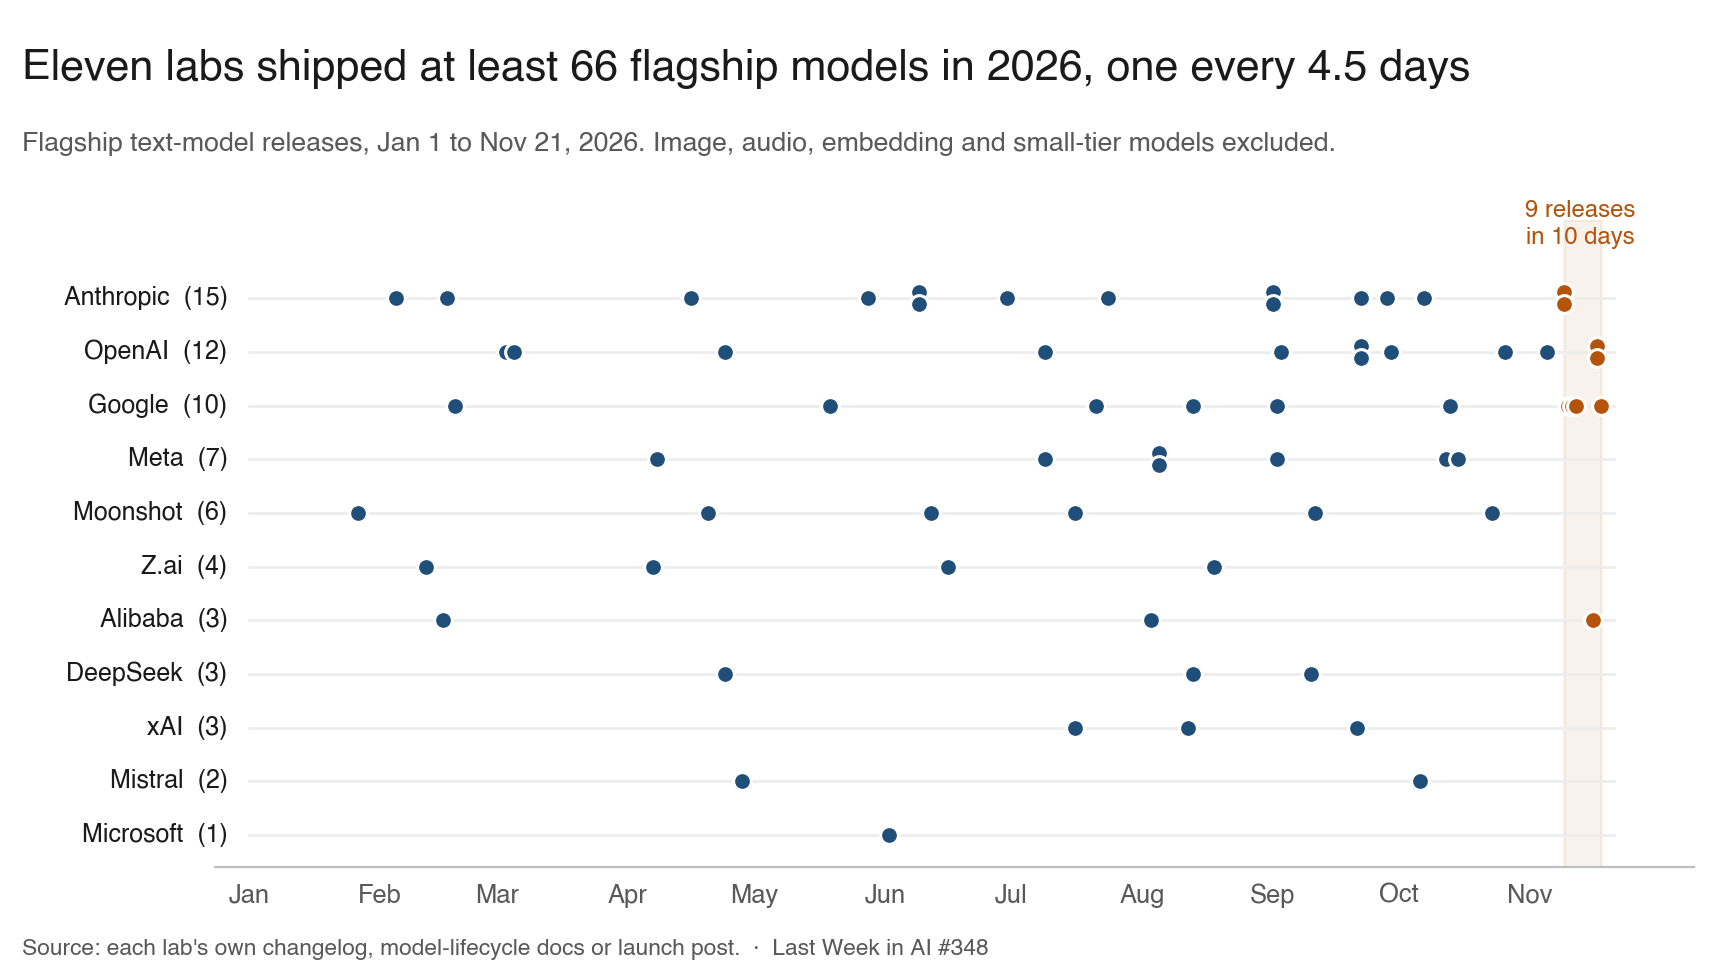 Eleven labs shipped at least 66 flagship models in 2026, one every 4.5 days
Flagship text-model releases, Jan 1 to Nov 21, 2026. Image, audio, embedding and small-tier models excluded.
9 releases
in 10 days
Anthropic (15)
OpenAI (12)
Google (10)
Meta (7)
Moonshot (6)
Z.ai (4)
Alibaba (3)
DeepSeek (3)
xAI (3)
Mistral (2)
Microsoft (1)
Jan Feb Mar Apr May Jun Jul Aug Sep Oct Nov
Source: each lab's own changelog, model-lifecycle docs or launch post. · Last Week in AI #348